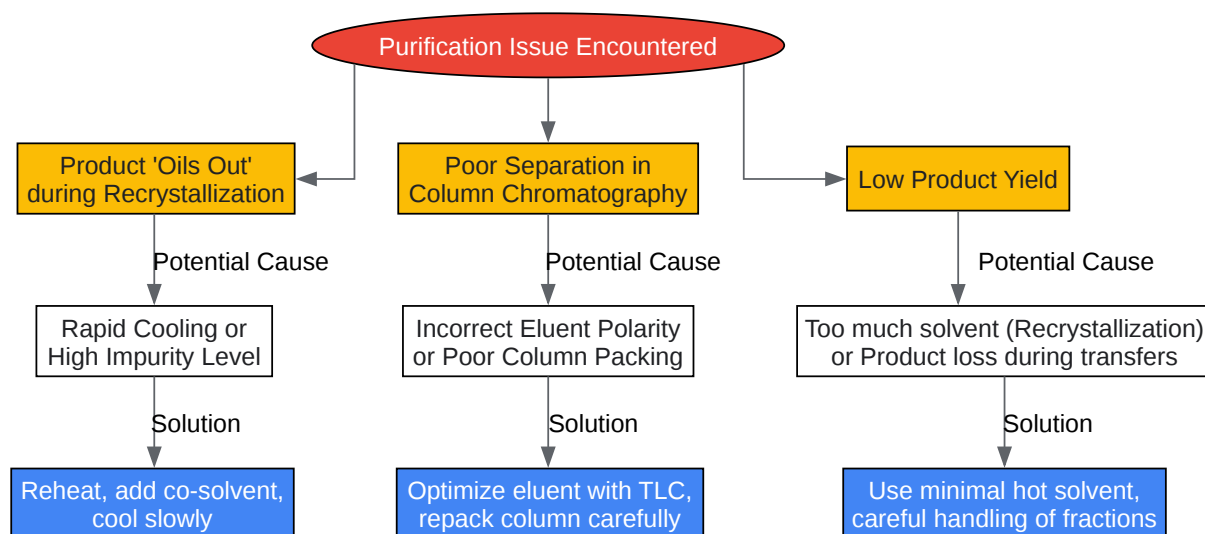 Purification Issue Encountered
Product 'Oils Out'
during Recrystallization
Poor Separation in
Column Chromatography
Low Product Yield
Potential Cause
Potential Cause
Potential Cause
Rapid Cooling or
High Impurity Level
Incorrect Eluent Polarity
or Poor Column Packing
Too much solvent (Recrystallization)
or Product loss during transfers
Solution
Solution
Solution
Reheat, add co-solvent,
cool slowly
Optimize eluent with TLC,
repack column carefully
Use minimal hot solvent,
careful handling of fractions